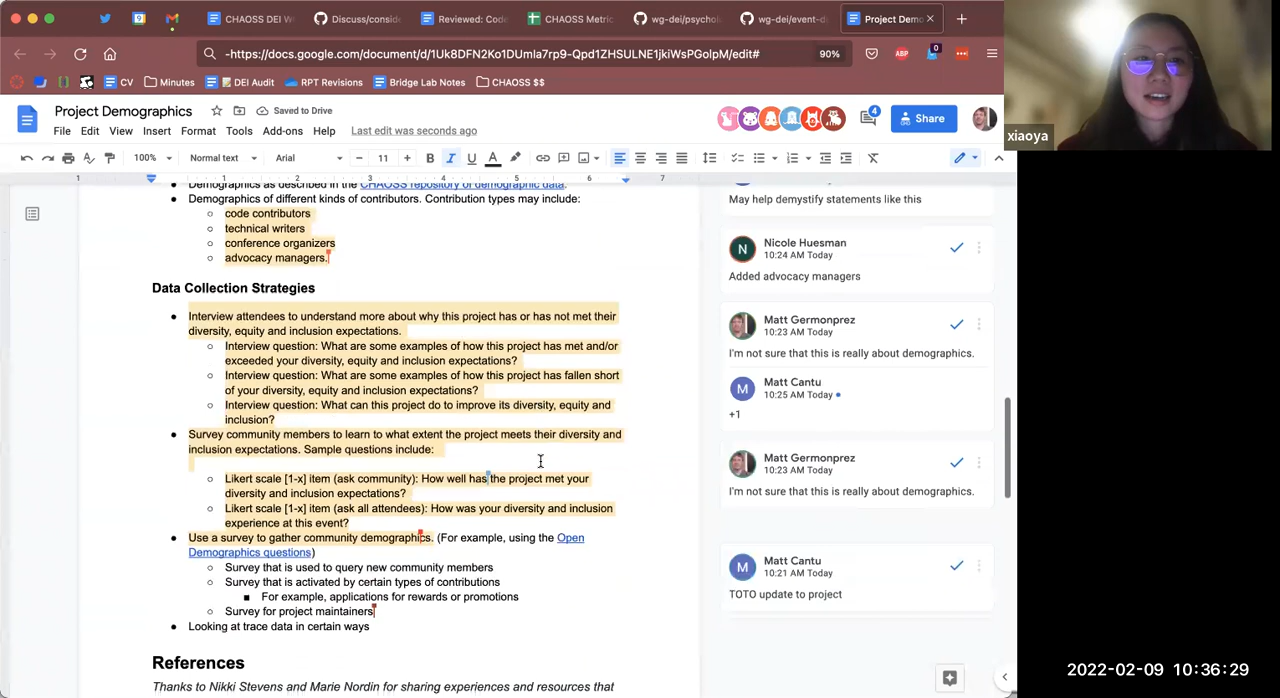 CHAOSS DEI W
Discuss/conside
Reviewed: Code
CHAOSS Metric
wg-dei/psychol
wg-dei/event-d
Project Demo
-https://docs.google.com/document/d/1Uk8DFN2Ko1DUmla7rp9-Qpd1ZHSULNE1jkiWsPGolpM/edit#
90%
ABP
0
CV
Minutes
DEI Audit
RPT Revisions
Bridge Lab Notes
CHAOSS $$
Project Demographics
Saved to Drive
File Edit View Insert Format Tools Add-ons Help Last edit was seconds ago
4
Share
xiaoya
100% Normal text Arial 11
1 1 2 3 4 5 6 7
Demographics as described in the CHAOSS repository of demographic data.
Demographics of different kinds of contributors. Contribution types may include:
code contributors
technical writers
conference organizers
advocacy managers.
Data Collection Strategies
Interview attendees to understand more about why this project has or has not met their
diversity, equity and inclusion expectations.
Interview question: What are some examples of how this project has met and/or
exceeded your diversity, equity and inclusion expectations?
Interview question: What are some examples of how this project has fallen short
of your diversity, equity and inclusion expectations?
Interview question: What can this project do to improve its diversity, equity and
inclusion?
Survey community members to learn to what extent the project meets their diversity and
inclusion expectations. Sample questions include:
Likert scale [1-x] item (ask community): How well has the project met your
diversity and inclusion expectations?
Likert scale [1-x] item (ask all attendees): How was your diversity and inclusion
experience at this event?
Use a survey to gather community demographics. (For example, using the Open
Demographics questions)
Survey that is used to query new community members
Survey that is activated by certain types of contributions
For example, applications for rewards or promotions
Survey for project maintainers
Looking at trace data in certain ways
References
Thanks to Nikki Stevens and Marie Nordin for sharing experiences and resources that
May help demystify statements like this
N
Nicole Huesman
10:24 AM Today
Added advocacy managers
Matt Germonprez
10:23 AM Today
I'm not sure that this is really about demographics.
M
Matt Cantu
10:25 AM Today
+1
Matt Germonprez
10:23 AM Today
I'm not sure that this is really about demographics.
M
Matt Cantu
10:21 AM Today
TOTO update to project
2022-02-09 10:36:29